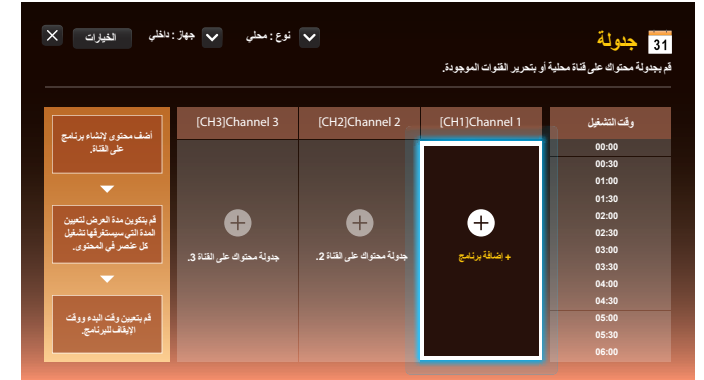 31 جدولة
قم بجدولة محتواك على قناة محلية أو بتحرير القنوات الموجودة.
نوع : محلي
جهاز : داخلي
الخيارات
وقت التشغيل
[CH1]Channel 1
[CH2]Channel 2
[CH3]Channel 3
00:00
00:30
01:00
01:30
02:00
02:30
03:00
03:30
04:00
04:30
05:00
05:30
06:00
+ إضافة برنامج
جدولة محتواك على القناة 2.
جدولة محتواك على القناة 3.
أضف محتوى لإنشاء برنامج
على القناة.
قم بتكوين مدة العرض لتعيين
المدة التي سيستغرقها تشغيل
كل عنصر في المحتوى.
قم بتعيين وقت البدء ووقت
الإيقاف للبرنامج.